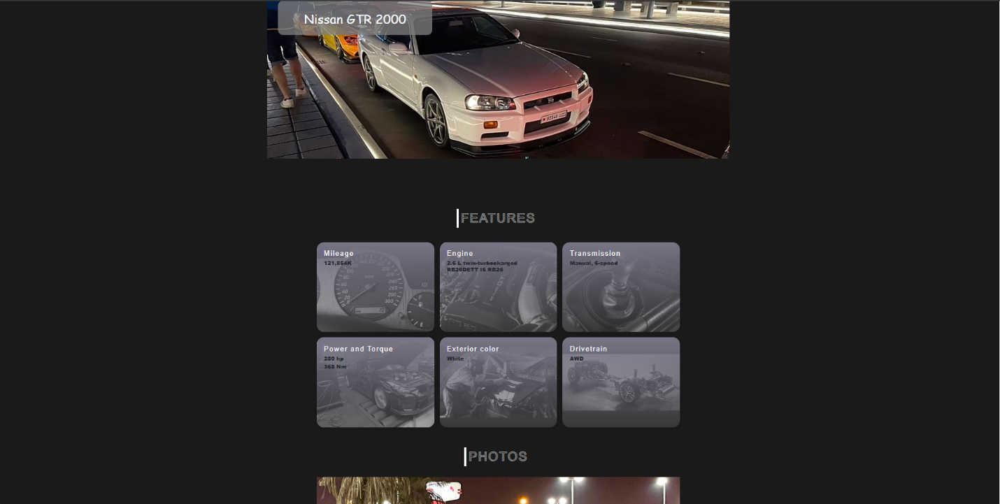 Nissan GTR 2000
FEATURES
Mileage
121,854K
Engine
2.6 L twin-turbocharged
RB26DETT I6 RB26
Transmission
Manual, 6-speed
Power and Torque
280 hp
368 Nm
Exterior color
White
Drivetrain
AWD
PHOTOS